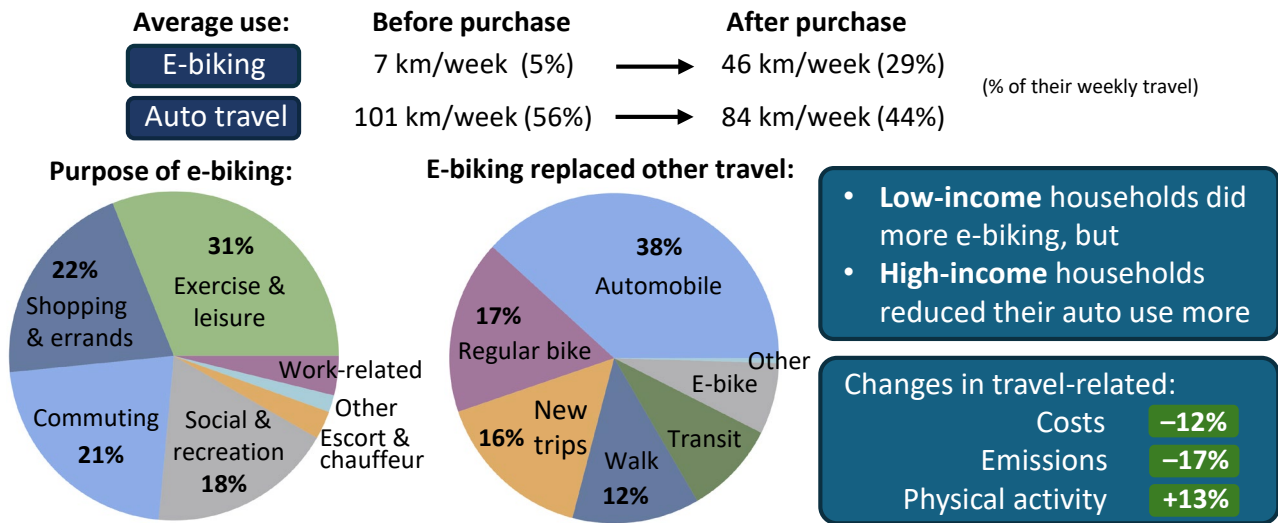 Average use: Before purchase After purchase
E-biking 7 km/week (5%) 46 km/week (29%)
(% of their weekly travel)
Auto travel 101 km/week (56%) 84 km/week (44%)
Purpose of e-biking:
31%
Exercise &
leisure
22%
Shopping
& errands
Commuting
21%
Social &
recreation
18%
Work-related
Other
Escort &
chauffeur
E-biking replaced other travel:
38%
Automobile
17%
Regular bike
16% New
trips
Walk
12%
Transit
E-bike
Other
• Low-income households did
more e-biking, but
• High-income households
reduced their auto use more
Changes in travel-related:
Costs –12%
Emissions –17%
Physical activity +13%